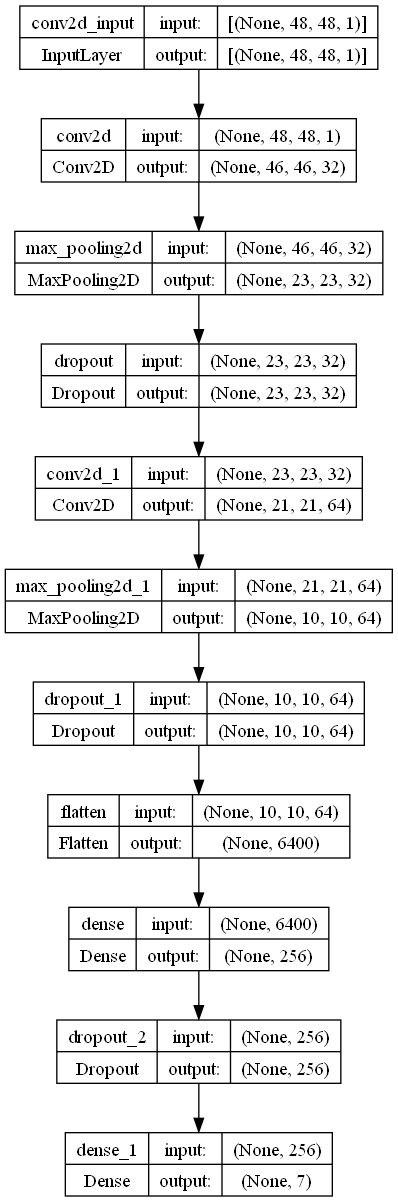 conv2d_input input: [(None, 48, 48, 1)]
InputLayer output: [(None, 48, 48, 1)]
conv2d input: (None, 48, 48, 1)
Conv2D output: (None, 46, 46, 32)
max_pooling2d input: (None, 46, 46, 32)
MaxPooling2D output: (None, 23, 23, 32)
dropout input: (None, 23, 23, 32)
Dropout output: (None, 23, 23, 32)
conv2d_1 input: (None, 23, 23, 32)
Conv2D output: (None, 21, 21, 64)
max_pooling2d_1 input: (None, 21, 21, 64)
MaxPooling2D output: (None, 10, 10, 64)
dropout_1 input: (None, 10, 10, 64)
Dropout output: (None, 10, 10, 64)
flatten input: (None, 10, 10, 64)
Flatten output: (None, 6400)
dense input: (None, 6400)
Dense output: (None, 256)
dropout_2 input: (None, 256)
Dropout output: (None, 256)
dense_1 input: (None, 256)
Dense output: (None, 7)